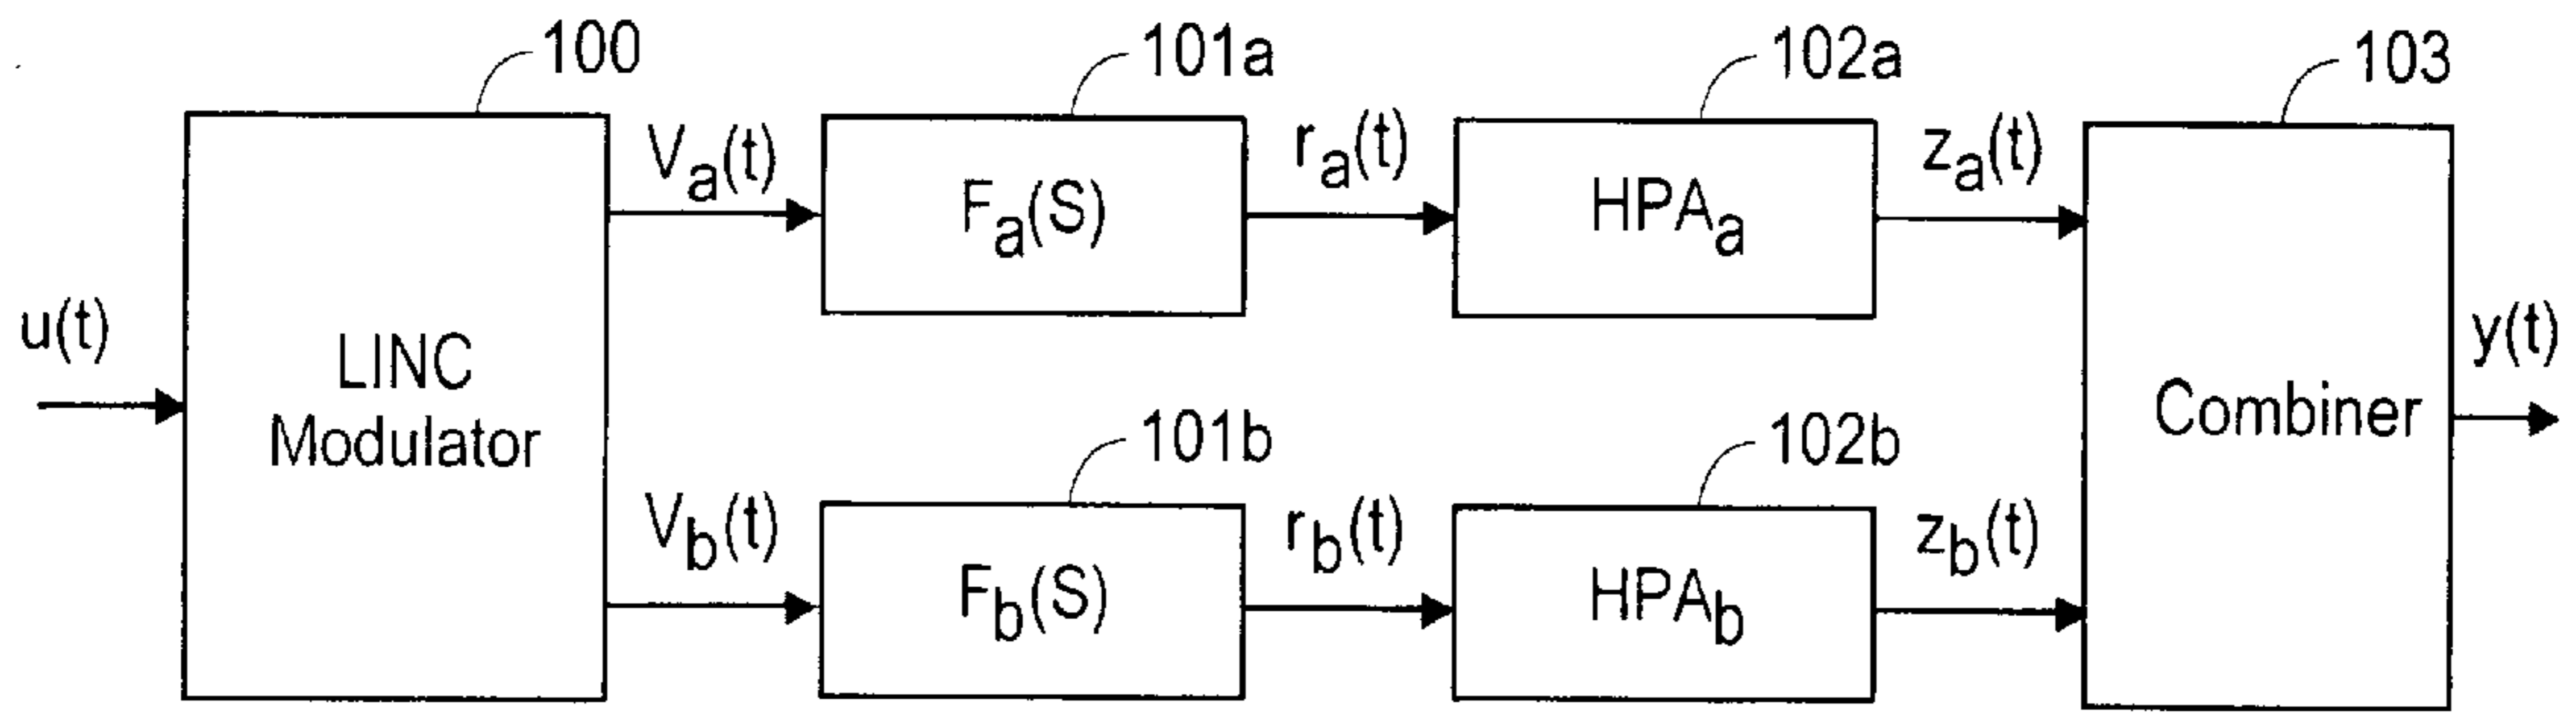 100
101a
102a
103
u(t)
LINC
Modulator
Va(t)
Fa(S)
ra(t)
HPAa
za(t)
Combiner
y(t)
101b
102b
Vb(t)
Fb(S)
rb(t)
HPAb
zb(t)